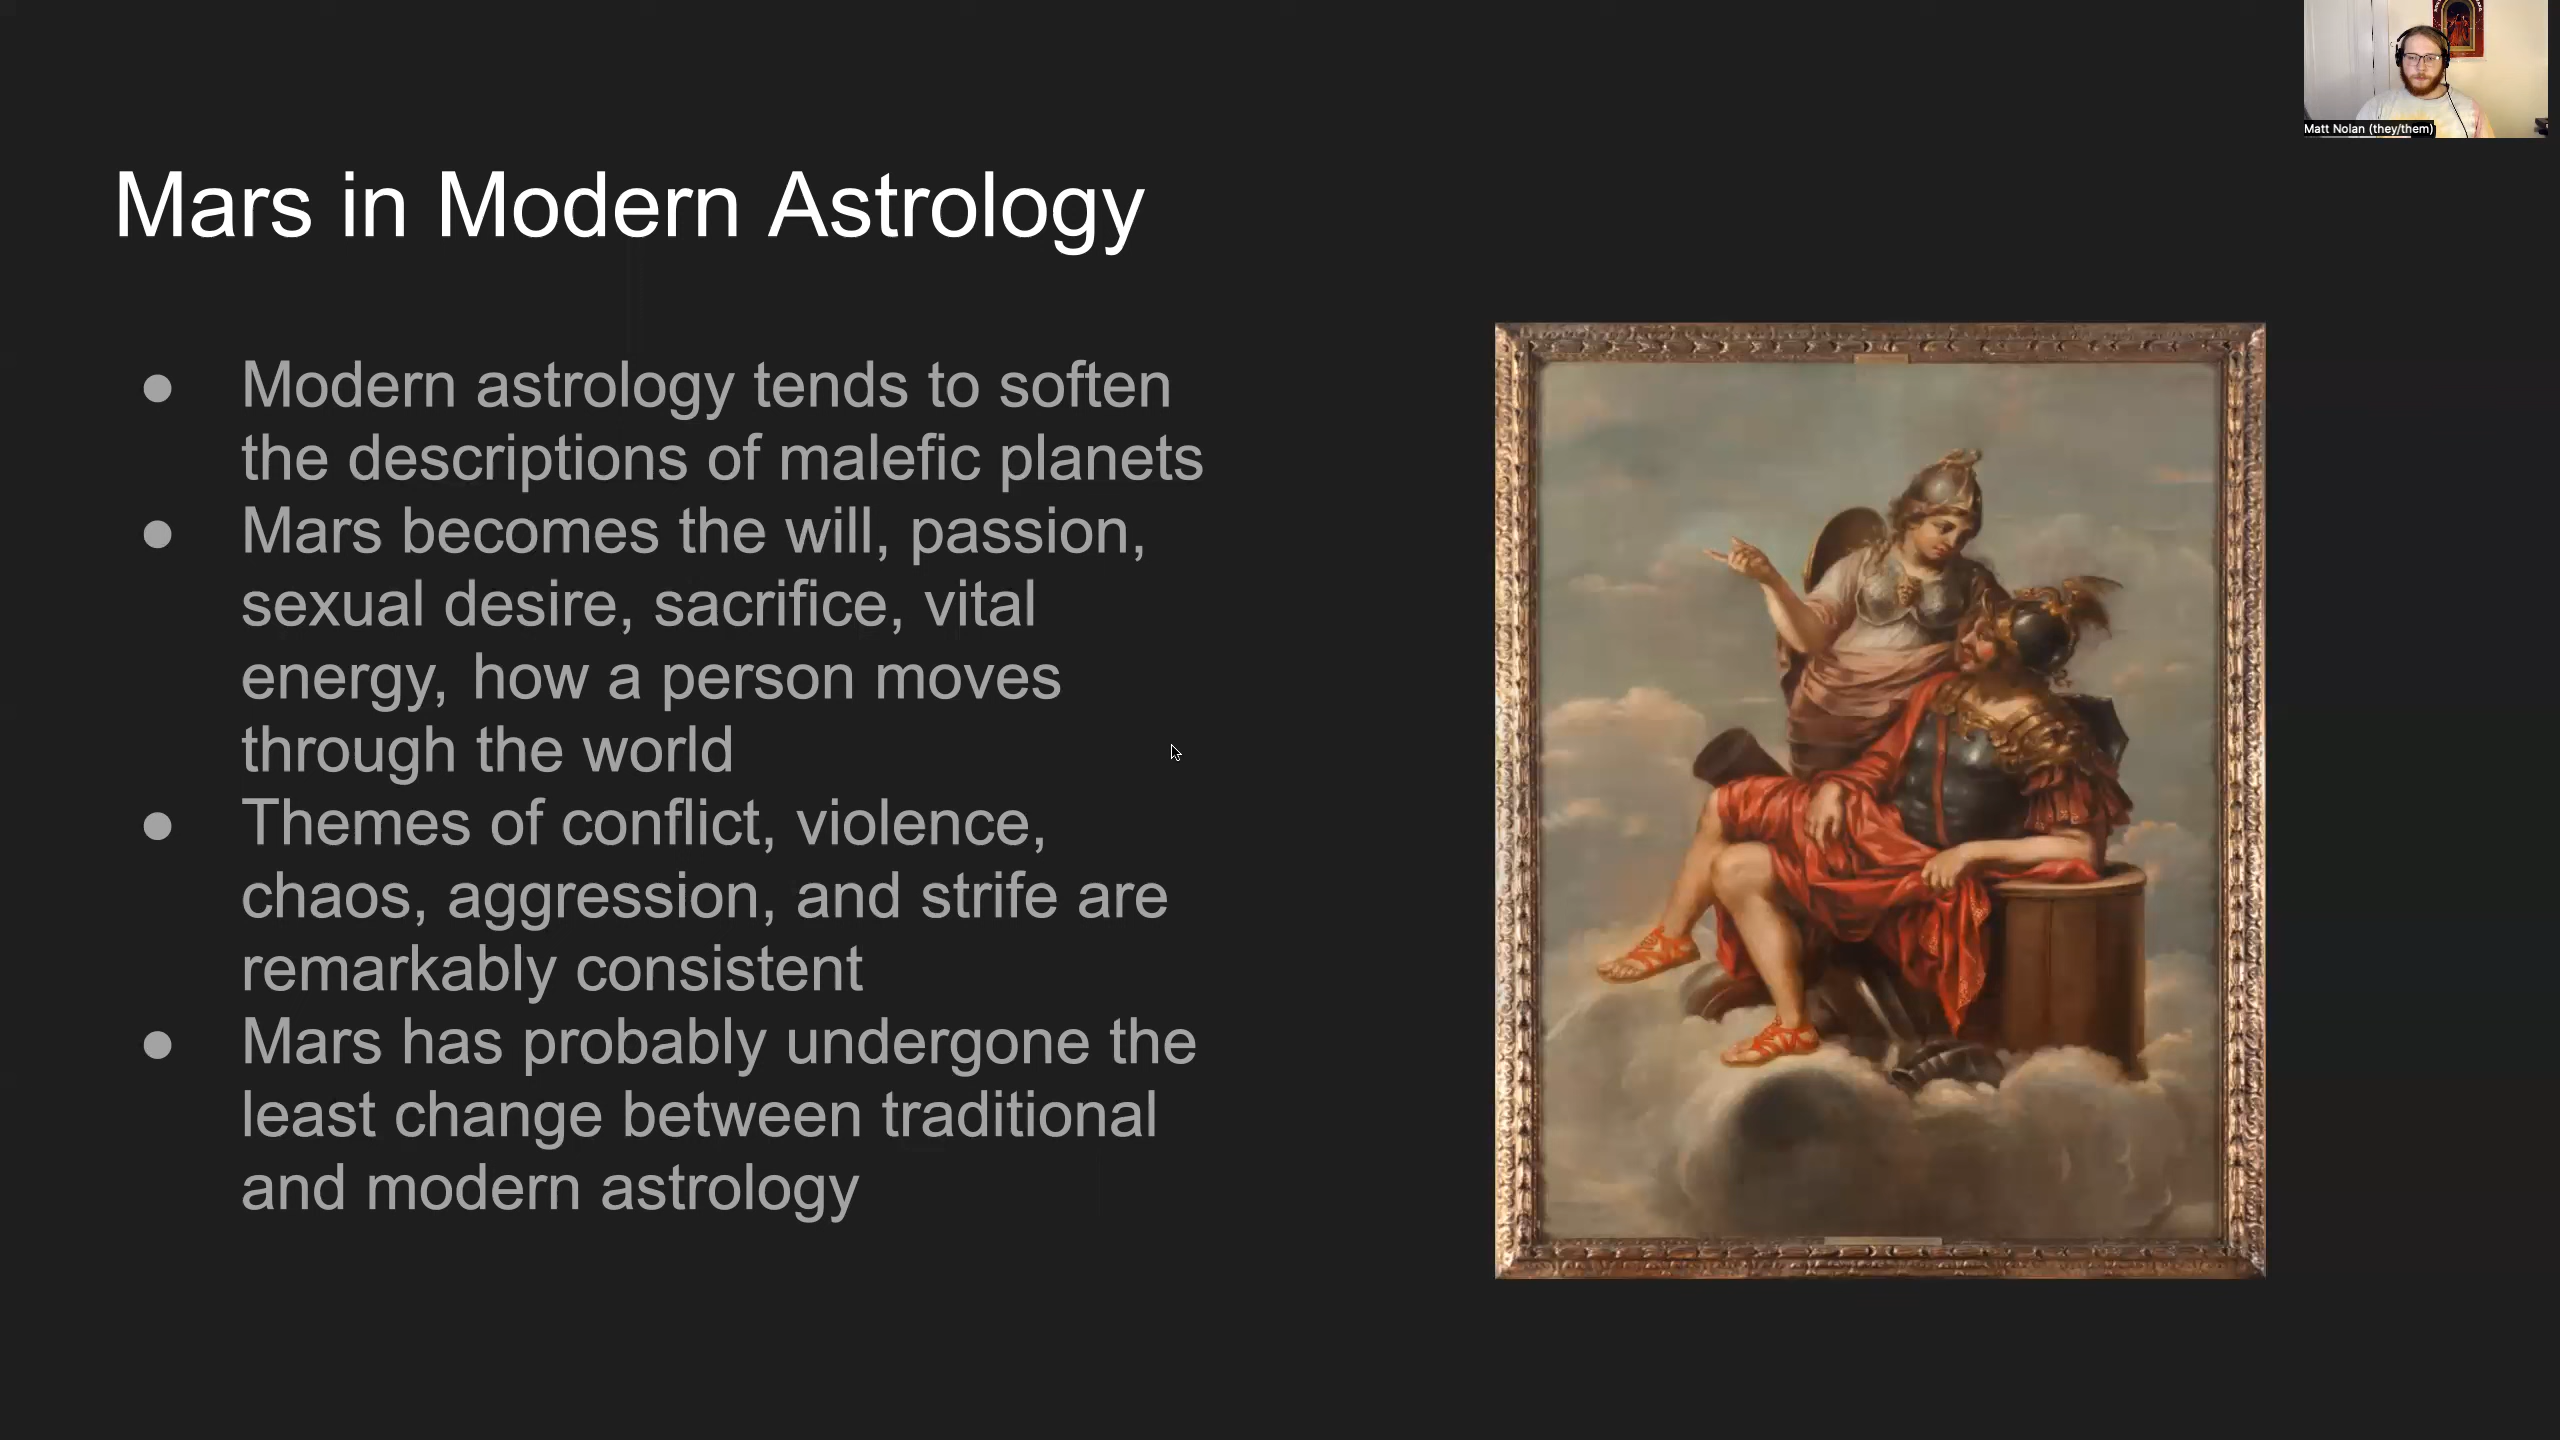 Matt Nolan (they/them)
Mars in Modern Astrology
● Modern astrology tends to soften
the descriptions of malefic planets
● Mars becomes the will, passion,
sexual desire, sacrifice, vital
energy, how a person moves
through the world
● Themes of conflict, violence,
chaos, aggression, and strife are
remarkably consistent
● Mars has probably undergone the
least change between traditional
and modern astrology